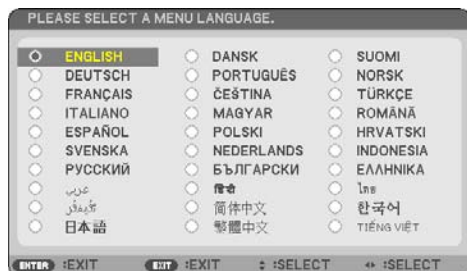 PLEASE SELECT A MENU LANGUAGE.
ENGLISH DANSK SUOMI
DEUTSCH PORTUGUÊS NORSK
FRANÇAIS ČEŠTINA TÜRKÇE
ITALIANO MAGYAR ROMÂNĂ
ESPAÑOL POLSKI HRVATSKI
SVENSKA NEDERLANDS INDONESIA
РУССКИЙ БЪЛГАРСКИ ΕΛΛΗΝΙΚΑ
عربي हिन्दी ไทย
简体中文 한국어
日本語 繁體中文 TIẾNG VIỆT
ENTER :EXIT EXIT :EXIT :SELECT :SELECT